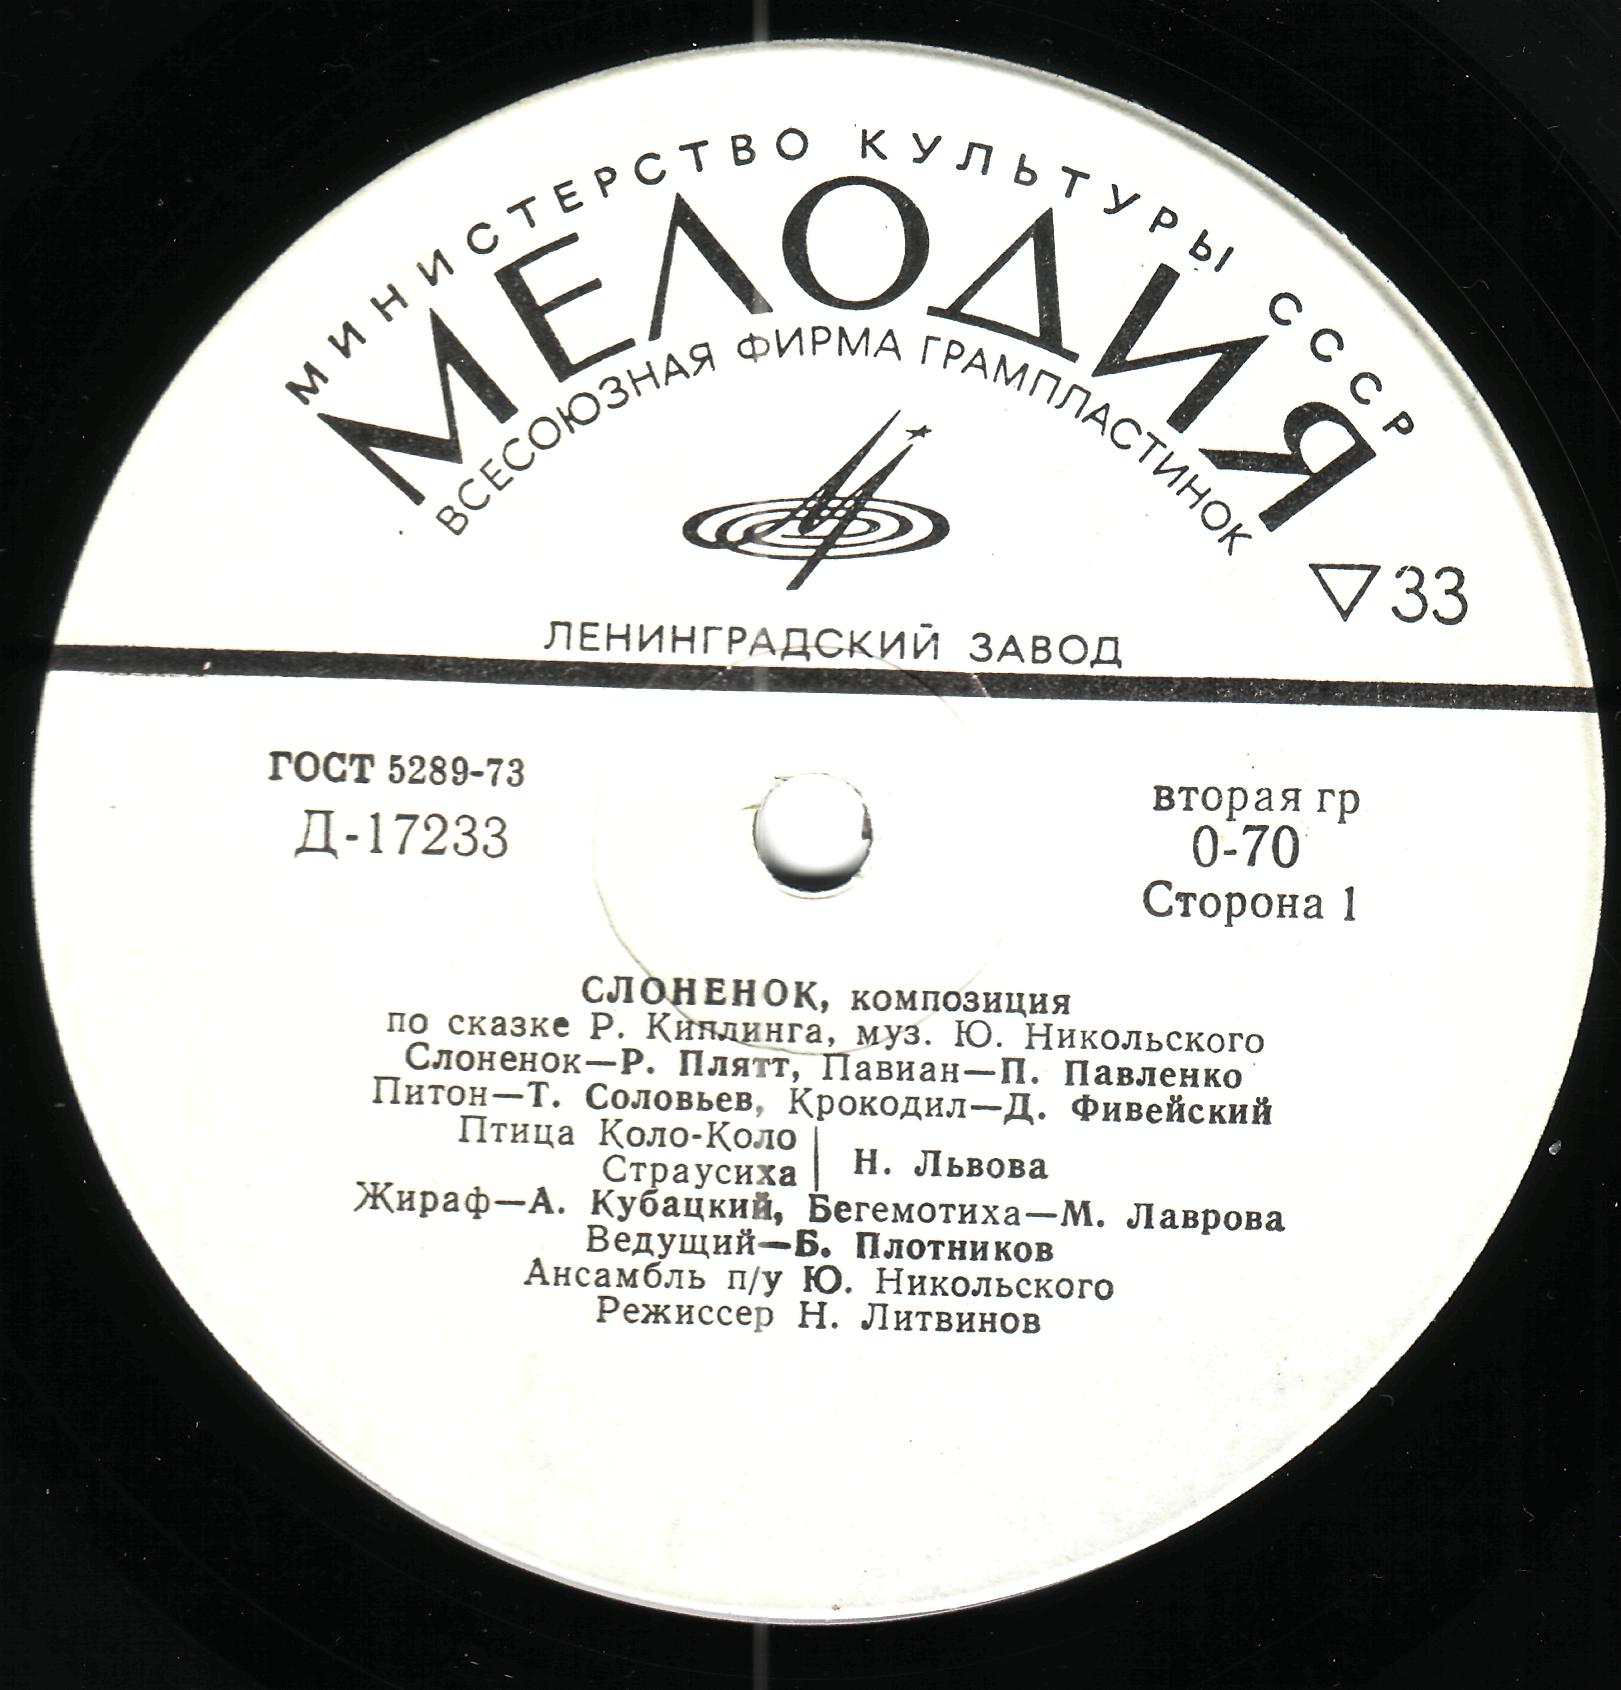 МИНИСТЕРСТВО КУЛЬТУРЫ СССР
МЕЛОДИЯ
ВСЕСОЮЗНАЯ ФИРМА ГРАМПЛАСТИНОК
▽33
ЛЕНИНГРАДСКИЙ ЗАВОД
ГОСТ 5289-73
Д-17233
вторая гр
0-70
Сторона 1
СЛОНЕНОК, композиция
по сказке Р. Киплинга, муз. Ю. Никольского
Слоненок—Р. Плятт, Павиан—П. Павленко
Питон—Т. Соловьев, Крокодил—Д. Фивейский
Птица Коло-Коло
Страусиха
Н. Львова
Жираф—А. Кубацкий, Бегемотиха—М. Лаврова
Ведущий—Б. Плотников
Ансамбль п/у Ю. Никольского
Режиссер Н. Литвинов